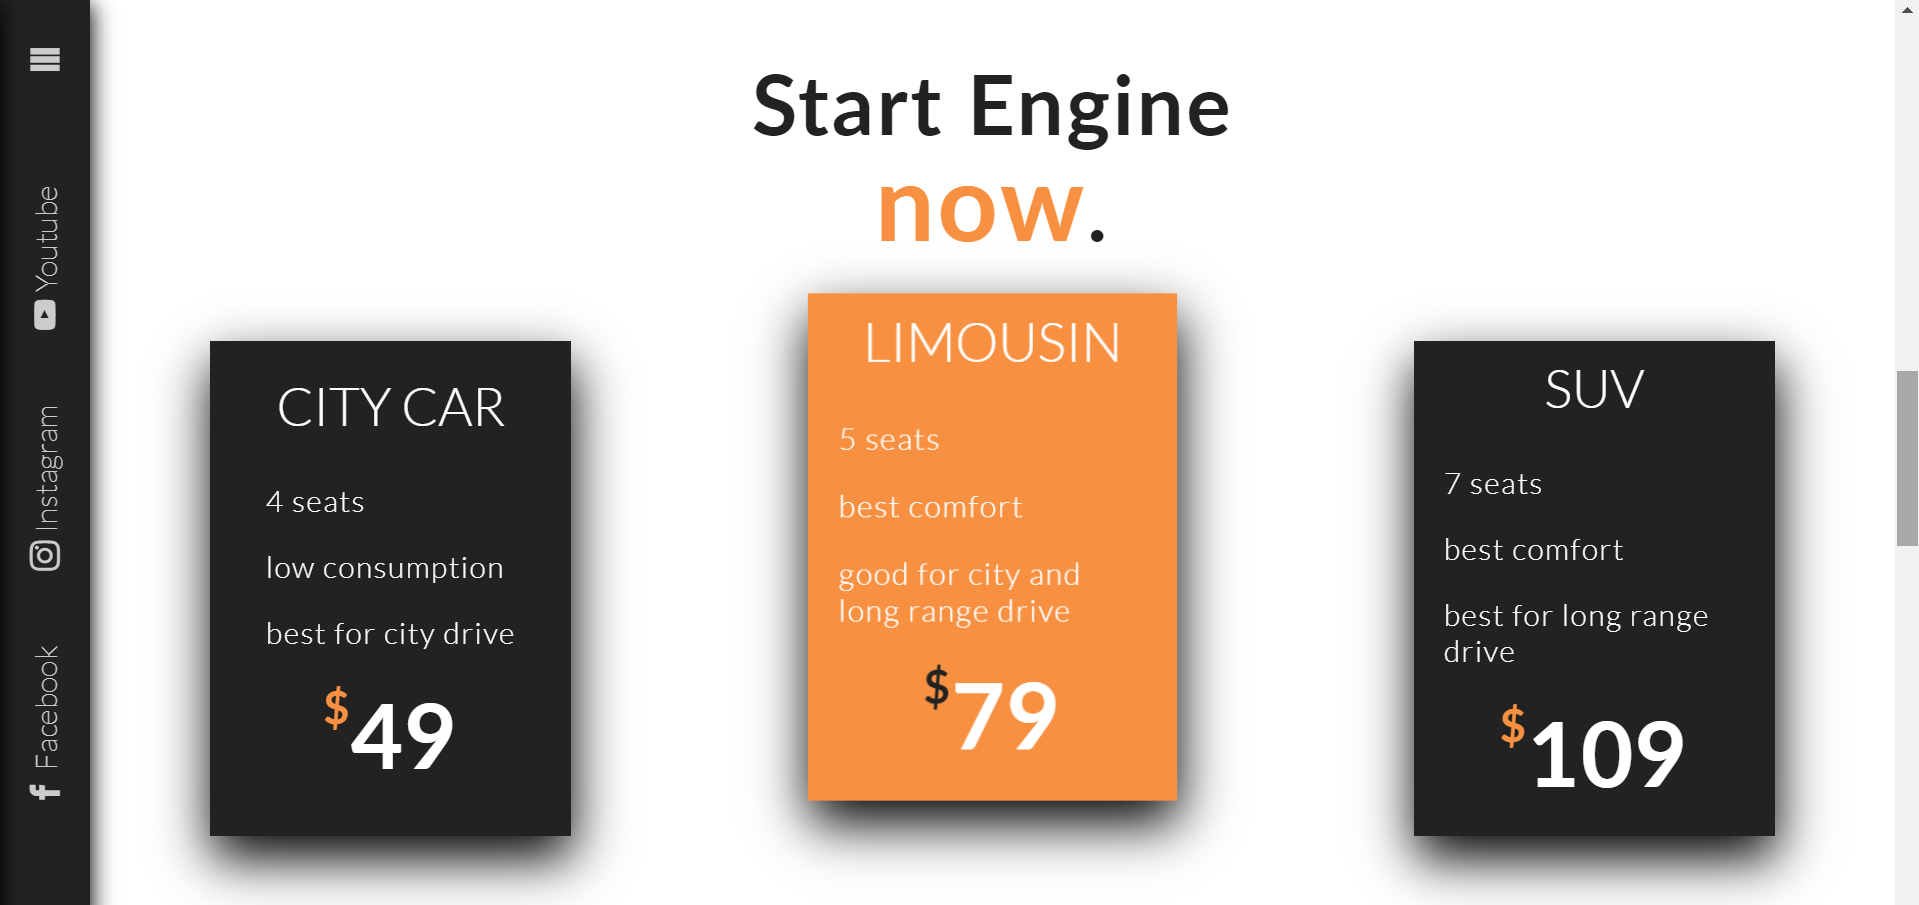 Youtube
Instagram
Facebook
Start Engine
now.
CITY CAR
4 seats
low consumption
best for city drive
$49
LIMOUSIN
5 seats
best comfort
good for city and
long range drive
$79
SUV
7 seats
best comfort
best for long range
drive
$109